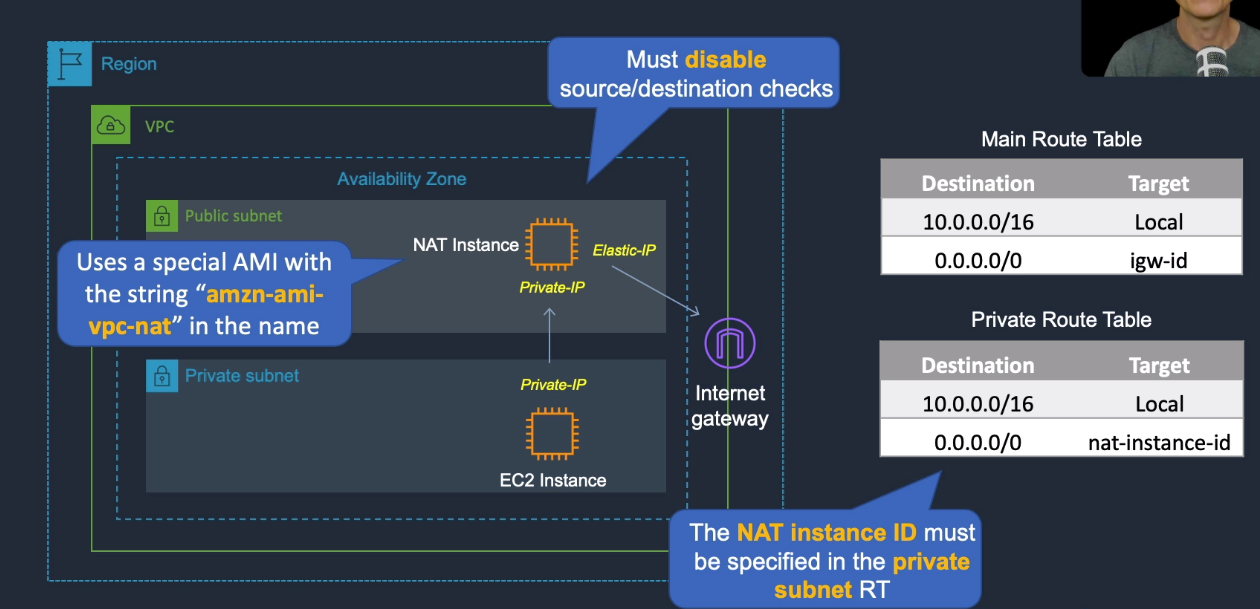 Region
Must disable
source/destination checks
VPC
Availability Zone
Public subnet
NAT Instance
Elastic-IP
Private-IP
Uses a special AMI with
the string “amzn-ami-
vpc-nat” in the name
Private subnet
Private-IP
EC2 Instance
Internet
gateway
Main Route Table
Destination Target
10.0.0.0/16 Local
0.0.0.0/0 igw-id
Private Route Table
Destination Target
10.0.0.0/16 Local
0.0.0.0/0 nat-instance-id
The NAT instance ID must
be specified in the private
subnet RT